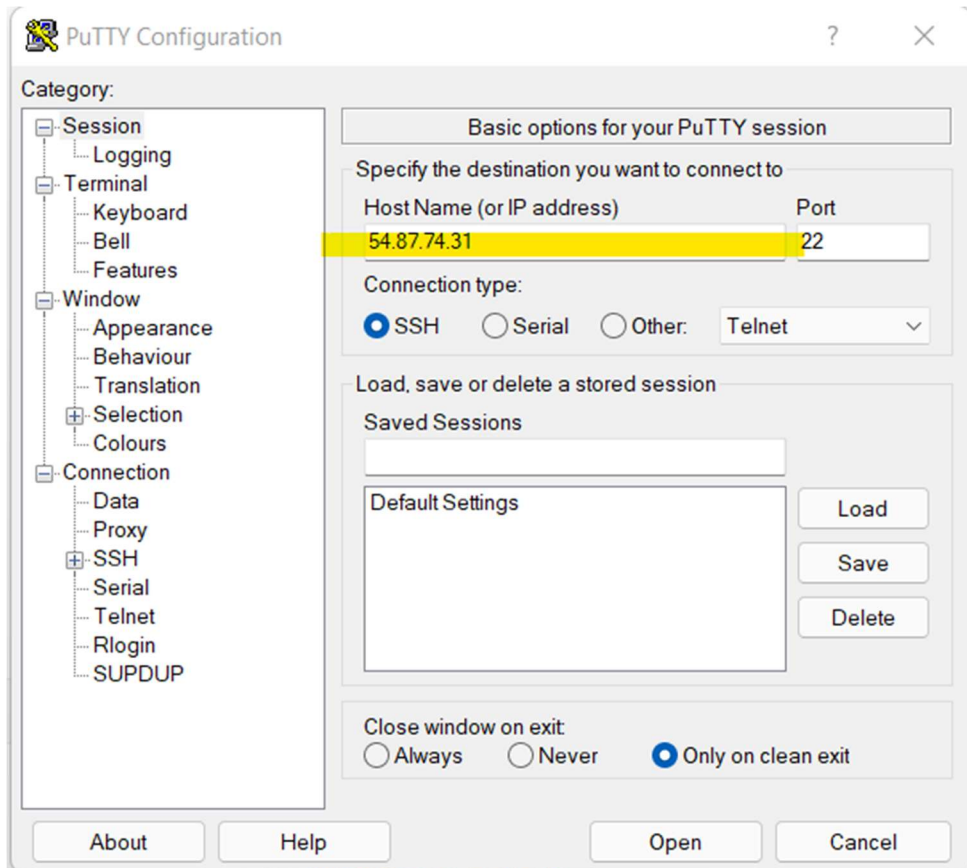 PuTTY Configuration
Category:
Session
Logging
Terminal
Keyboard
Bell
Features
Window
Appearance
Behaviour
Translation
Selection
Colours
Connection
Data
Proxy
SSH
Serial
Telnet
Rlogin
SUPDUP
Basic options for your PuTTY session
Specify the destination you want to connect to
Host Name (or IP address) Port
54.87.74.31 22
Connection type:
SSH Serial Other: Telnet
Load, save or delete a stored session
Saved Sessions
Default Settings
Load
Save
Delete
Close window on exit:
Always Never Only on clean exit
About Help Open Cancel